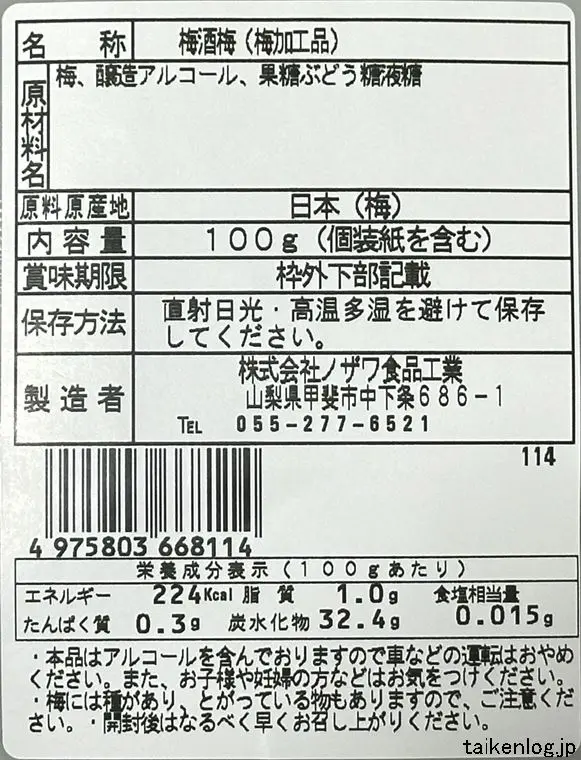 名称 梅酒梅（梅加工品）
原材料名 梅、醸造アルコール、果糖ぶどう糖液糖
原料原産地 日本（梅）
内容量 １００ｇ（個装紙を含む）
賞味期限 枠外下部記載
保存方法 直射日光・高温多湿を避けて保存
してください。
製造者 株式会社ノザワ食品工業
山梨県甲斐市中下条６８６－１
TEL 055-277-6521
114
4 975803 668114
栄養成分表示（１００ｇあたり）
エネルギー 224Kcal 脂質 1.0g 食塩相当量
たんぱく質 0.3g 炭水化物 32.4g 0.015g
・本品はアルコールを含んでおりますので車などの運転はおやめ
ください。また、お子様や妊婦の方などはお気をつけください。
・梅には種があり、とがっている物もありますので、ご注意くださ
い。・開封後はなるべく早くお召し上がりください。
taikenlog.jp